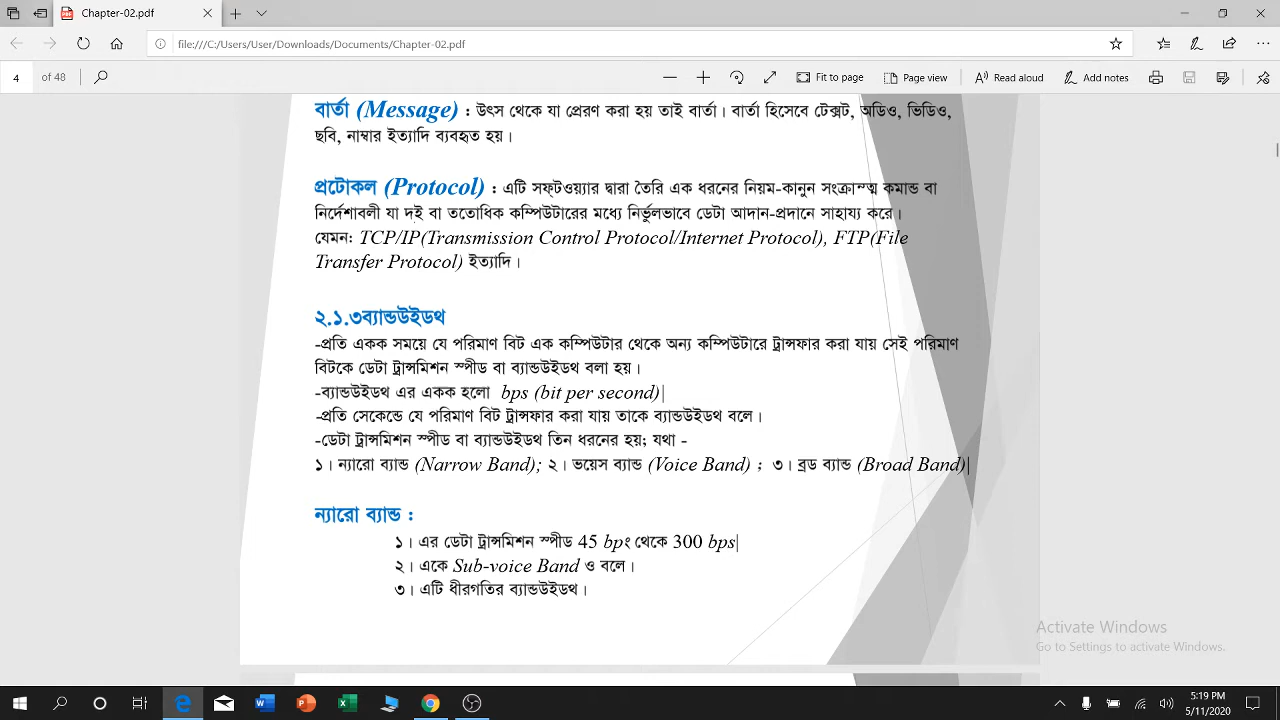 Chapter-02.pdf
file:///C:/Users/User/Downloads/Documents/Chapter-02.pdf
4 of 48 Fit to page Page view Read aloud Add notes
বার্তা (Message) : উৎস থেকে যা প্রেরণ করা হয় তাই বার্তা। বার্তা হিসেবে টেক্সট, অডিও, ভিডিও,
ছবি, নাম্বার ইত্যাদি ব্যবহৃত হয়।
প্রটোকল (Protocol) : এটি সফ্টওয়্যার দ্বারা তৈরি এক ধরনের নিয়ম-কানুন কমান্ড বা
নির্দেশাবলী যা দই বা ততোধিক কম্পিউটারের মধ্যে নির্ভুলভাবে ডেটা আদান-প্রদানে সাহায্য করে।
যেমন: TCP/IP(Transmission Control Protocol/Internet Protocol), FTP(File
Transfer Protocol) ইত্যাদি।
২.১.৩ব্যান্ডউইডথ
-প্রতি একক সময়ে যে পরিমাণ বিট এক কম্পিউটার থেকে অন্য কম্পিউটারে ট্রান্সফার করা যায় সেই পরিমাণ
বিটকে ডেটা ট্রান্সমিশন স্পীড বা ব্যান্ডউইডথ বলা হয়।
-ব্যান্ডউইডথ এর একক হলো bps (bit per second)|
-প্রতি সেকেন্ডে যে পরিমাণ বিট ট্রান্সফার করা যায় তাকে ব্যান্ডউইডথ বলে।
-ডেটা ট্রান্সমিশন স্পীড বা ব্যান্ডউইডথ তিন ধরনের হয়; যথা -
১। ন্যারো ব্যান্ড (Narrow Band); ২। ভয়েস ব্যান্ড (Voice Band) ; ৩। ব্রড ব্যান্ড (Broad Band)|
ন্যারো ব্যান্ড :
১। এর ডেটা ট্রান্সমিশন স্পীড 45 bpং থেকে 300 bps|
২। একে Sub-voice Band ও বলে।
৩। এটি ধীরগতির ব্যান্ডউইডথ।
Activate Windows
Go to Settings to activate Windows.
5:19 PM
5/11/2020